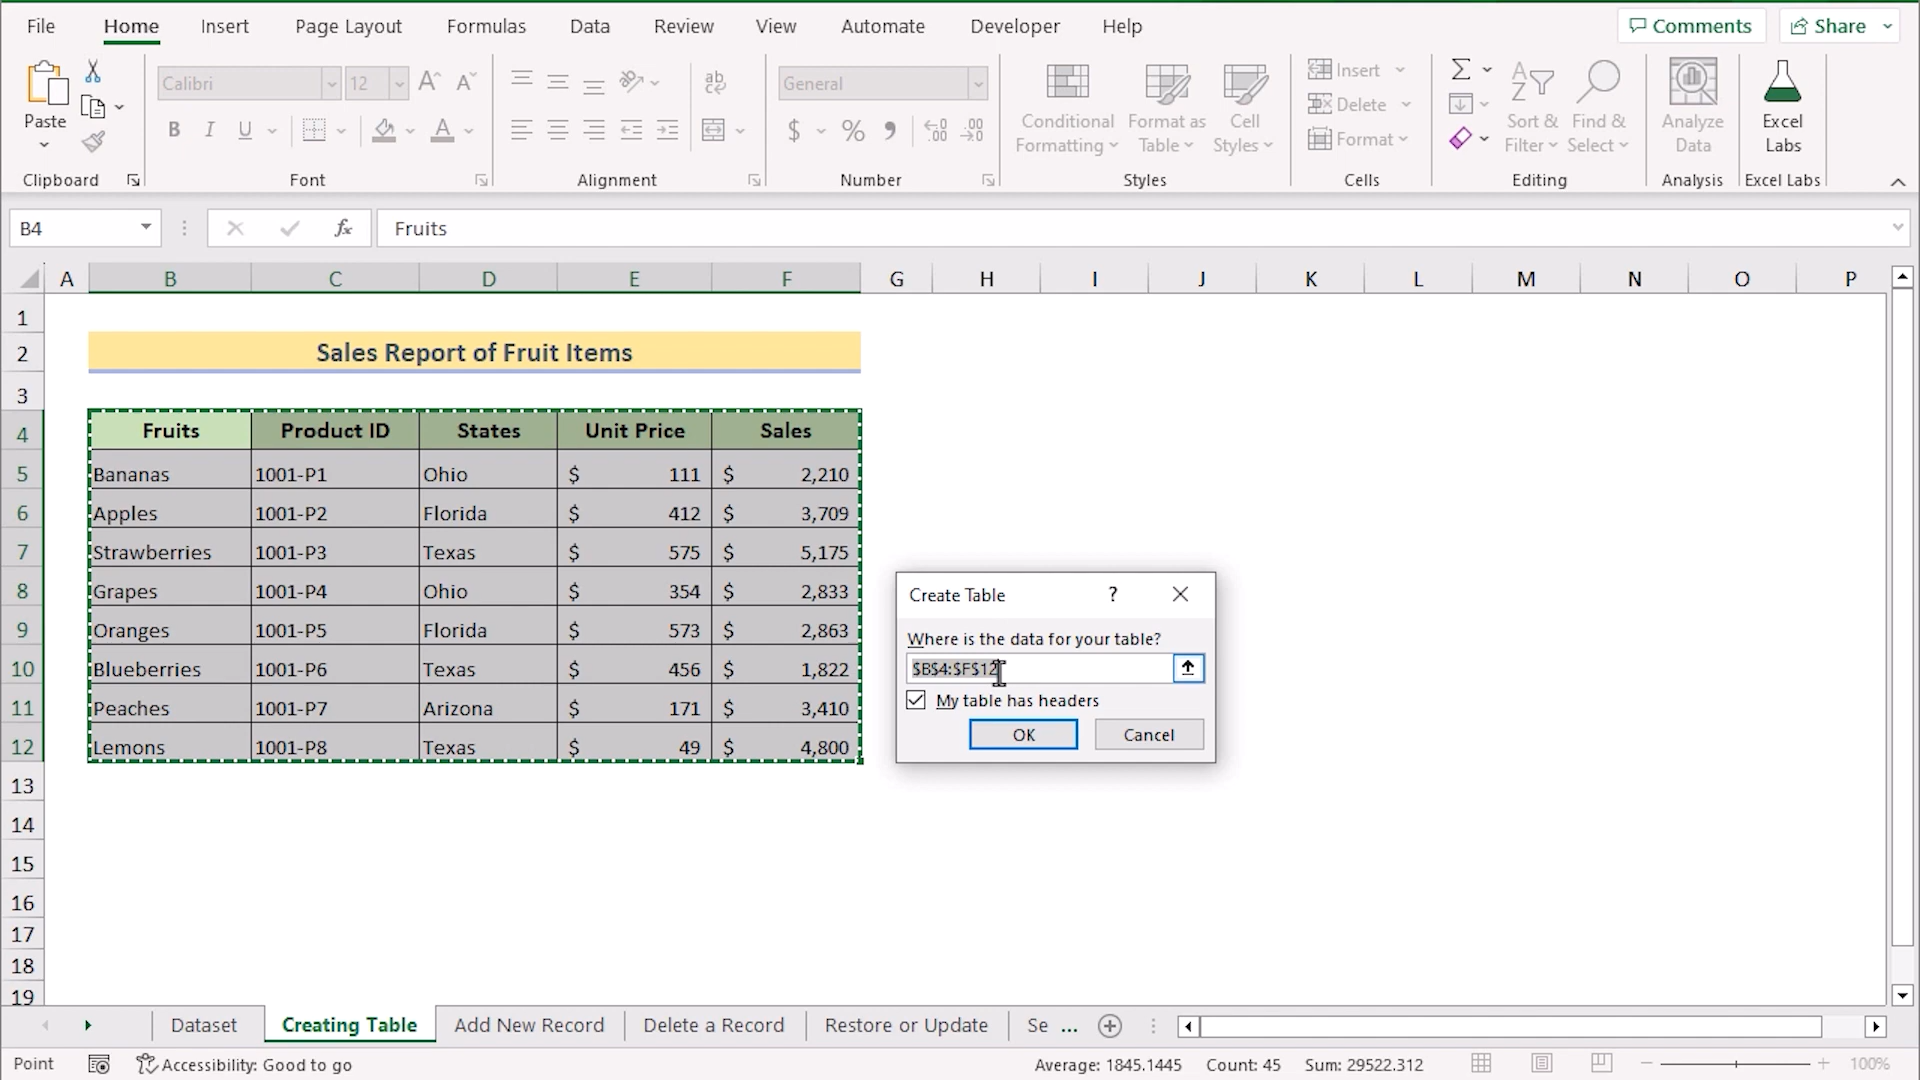 File Home Insert Page Layout Formulas Data Review View Automate Developer Help Comments Share
Paste
Calibri 12
General
Conditional Formatting
Format as Table
Cell Styles
Insert
Delete
Format
Sort & Filter
Find & Select
Analyze Data
Excel Labs
Clipboard Font Alignment Number Styles Cells Editing Analysis Excel Labs
B4 fx Fruits
A B C D E F G H I J K L M N O P
1
2 Sales Report of Fruit Items
3
4 Fruits Product ID States Unit Price Sales
5 Bananas 1001-P1 Ohio $ 111 $ 2,210
6 Apples 1001-P2 Florida $ 412 $ 3,709
7 Strawberries 1001-P3 Texas $ 575 $ 5,175
8 Grapes 1001-P4 Ohio $ 354 $ 2,833
9 Oranges 1001-P5 Florida $ 573 $ 2,863
10 Blueberries 1001-P6 Texas $ 456 $ 1,822
11 Peaches 1001-P7 Arizona $ 171 $ 3,410
12 Lemons 1001-P8 Texas $ 49 $ 4,800
13
14
15
16
17
18
19
Create Table ?
Where is the data for your table?
$B$4:$F$12
My table has headers
OK Cancel
Dataset Creating Table Add New Record Delete a Record Restore or Update Se ...
Point Accessibility: Good to go Average: 1845.1445 Count: 45 Sum: 29522.312 100%